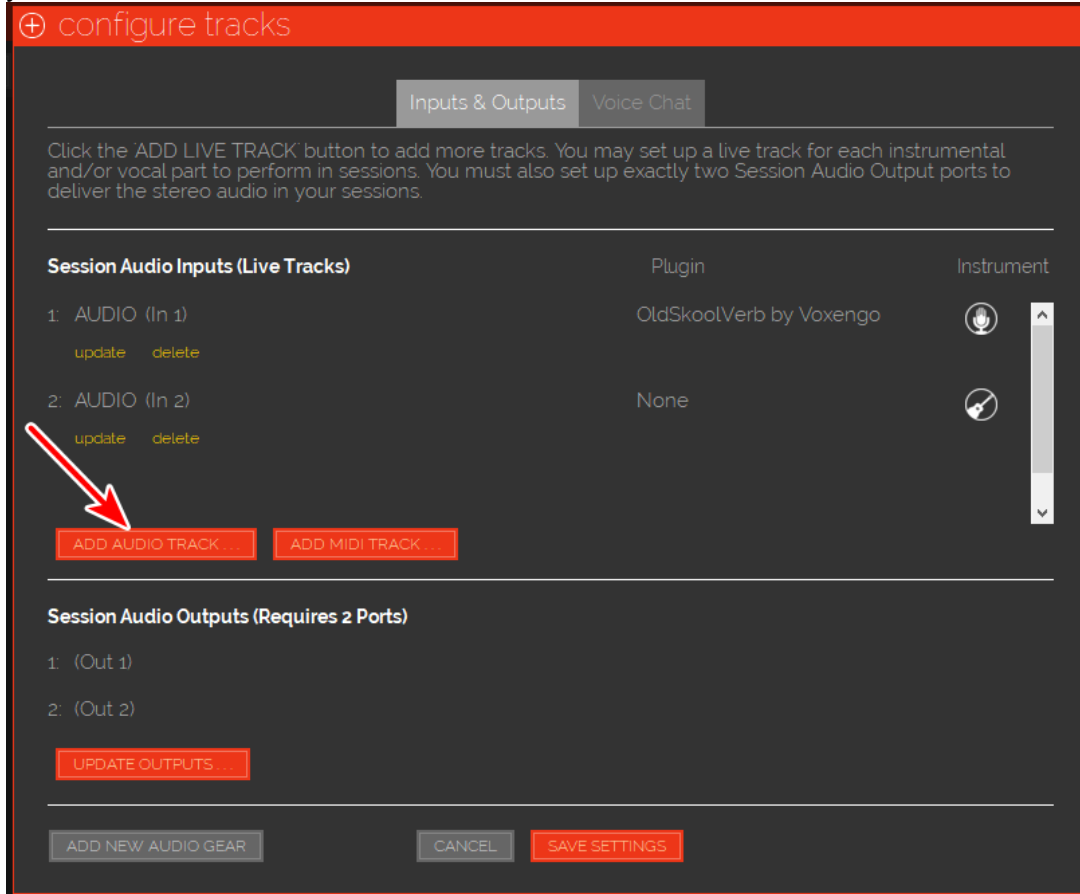 configure tracks
Inputs & Outputs Voice Chat
Click the 'ADD LIVE TRACK' button to add more tracks. You may set up a live track for each instrumental
and/or vocal part to perform in sessions. You must also set up exactly two Session Audio Output ports to
deliver the stereo audio in your sessions.
Session Audio Inputs (Live Tracks) Plugin Instrument
1: AUDIO (In 1) OldSkoolVerb by Voxengo
update delete
2: AUDIO (In 2) None
update delete
ADD AUDIO TRACK . . . ADD MIDI TRACK . . .
Session Audio Outputs (Requires 2 Ports)
1: (Out 1)
2: (Out 2)
UPDATE OUTPUTS . . .
ADD NEW AUDIO GEAR CANCEL SAVE SETTINGS